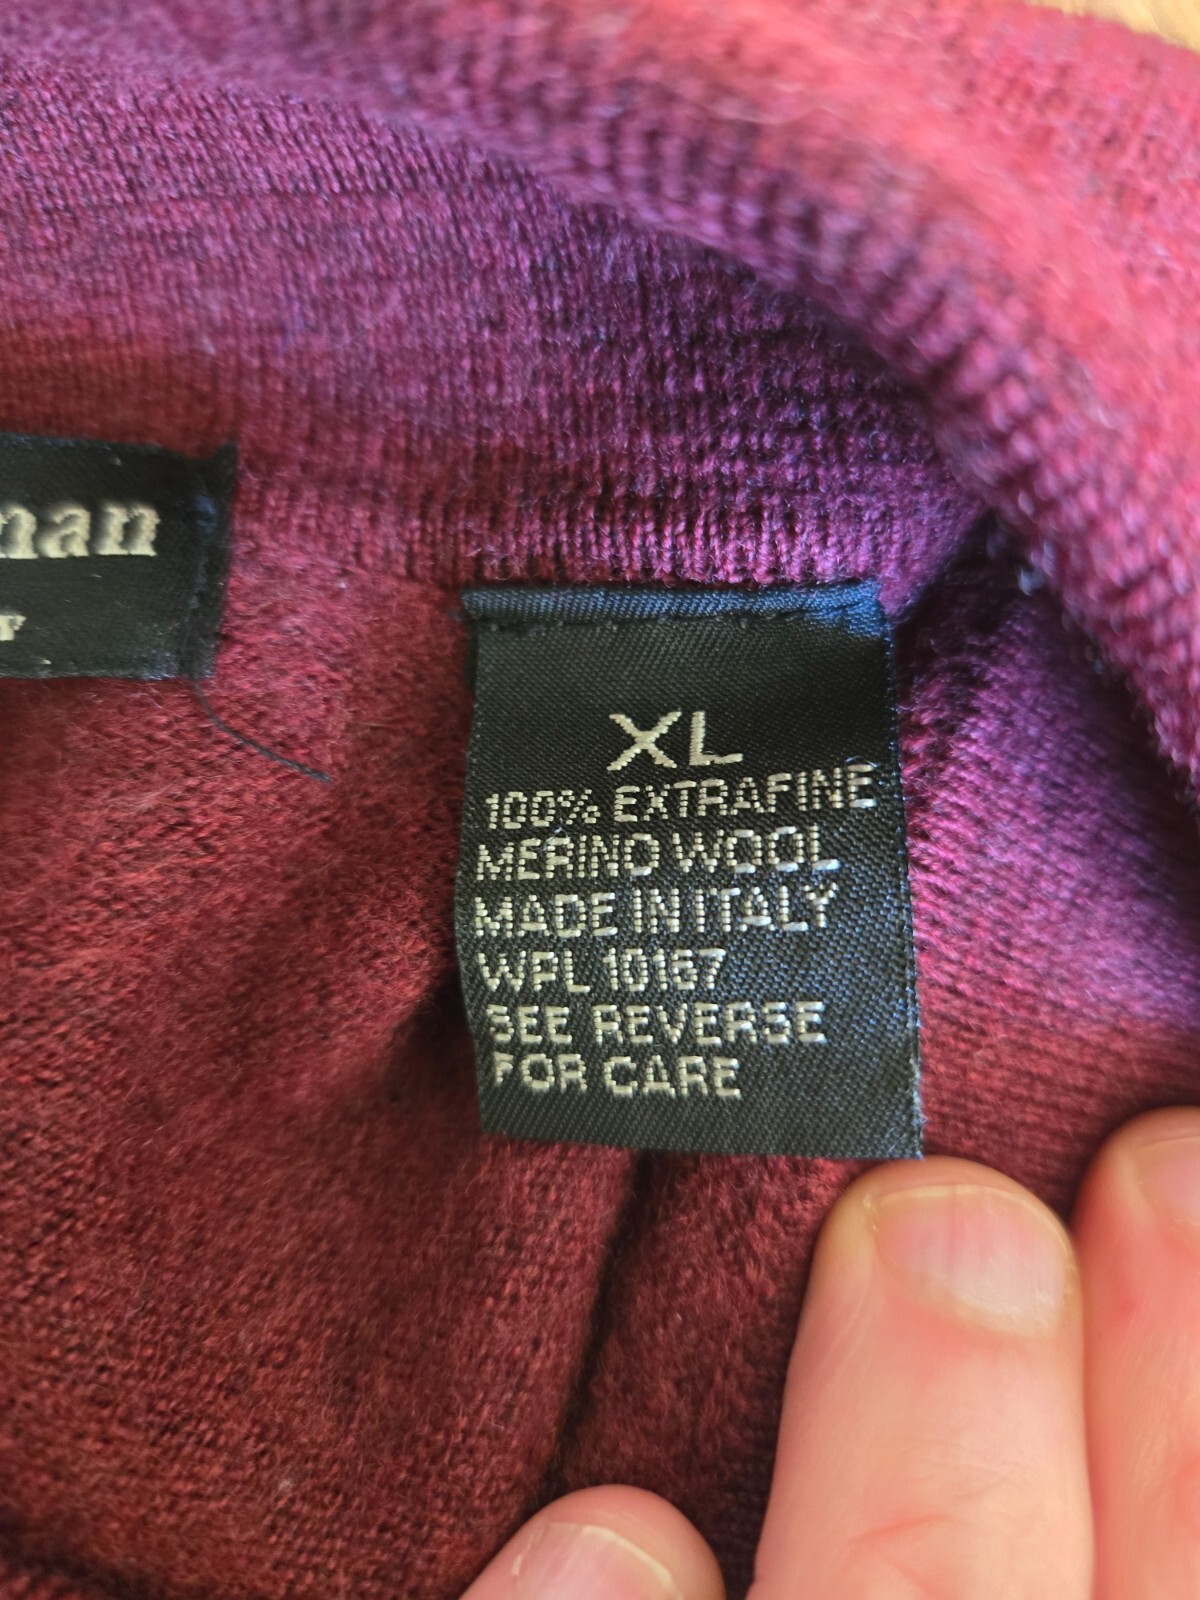 man
XL
100% EXTRAFINE
MERINO WOOL
MADE IN ITALY
WPL 10167
SEE REVERSE
FOR CARE